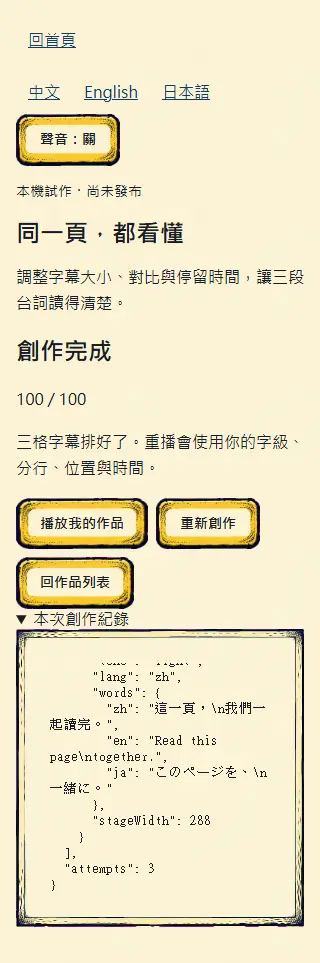 回首頁
中文 English 日本語
聲音：關
本機試作・尚未發布
同一頁，都看懂
調整字幕大小、對比與停留時間，讓三段
台詞讀得清楚。
創作完成
100 / 100
三格字幕排好了。重播會使用你的字級、
分行、位置與時間。
播放我的作品 重新創作
回作品列表
▼ 本次創作紀錄
"lang": "zh",
"words": {
"zh": "這一頁，\n我們一
起讀完。",
"en": "Read this
page\ntogether.",
"ja": "このページを、\n
一緒に。"
},
"stageWidth": 288
}
],
"attempts": 3
}